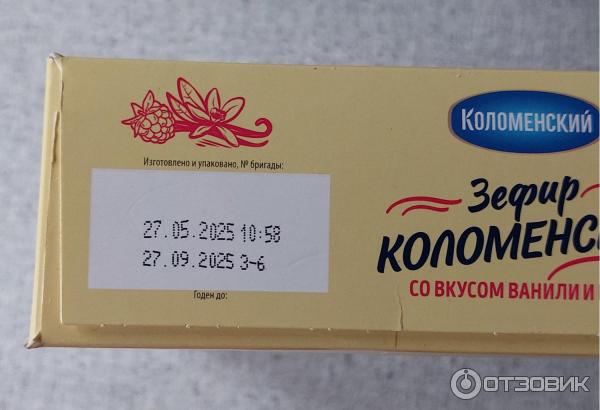 Коломенский
Изготовлено и упаковано, № бригады:
27.05.2025 10:58
27.09.2025 3-6
Годен до:
Зефир
КОЛОМЕНС
СО ВКУСОМ ВАНИЛИ И
ОТЗОВИК